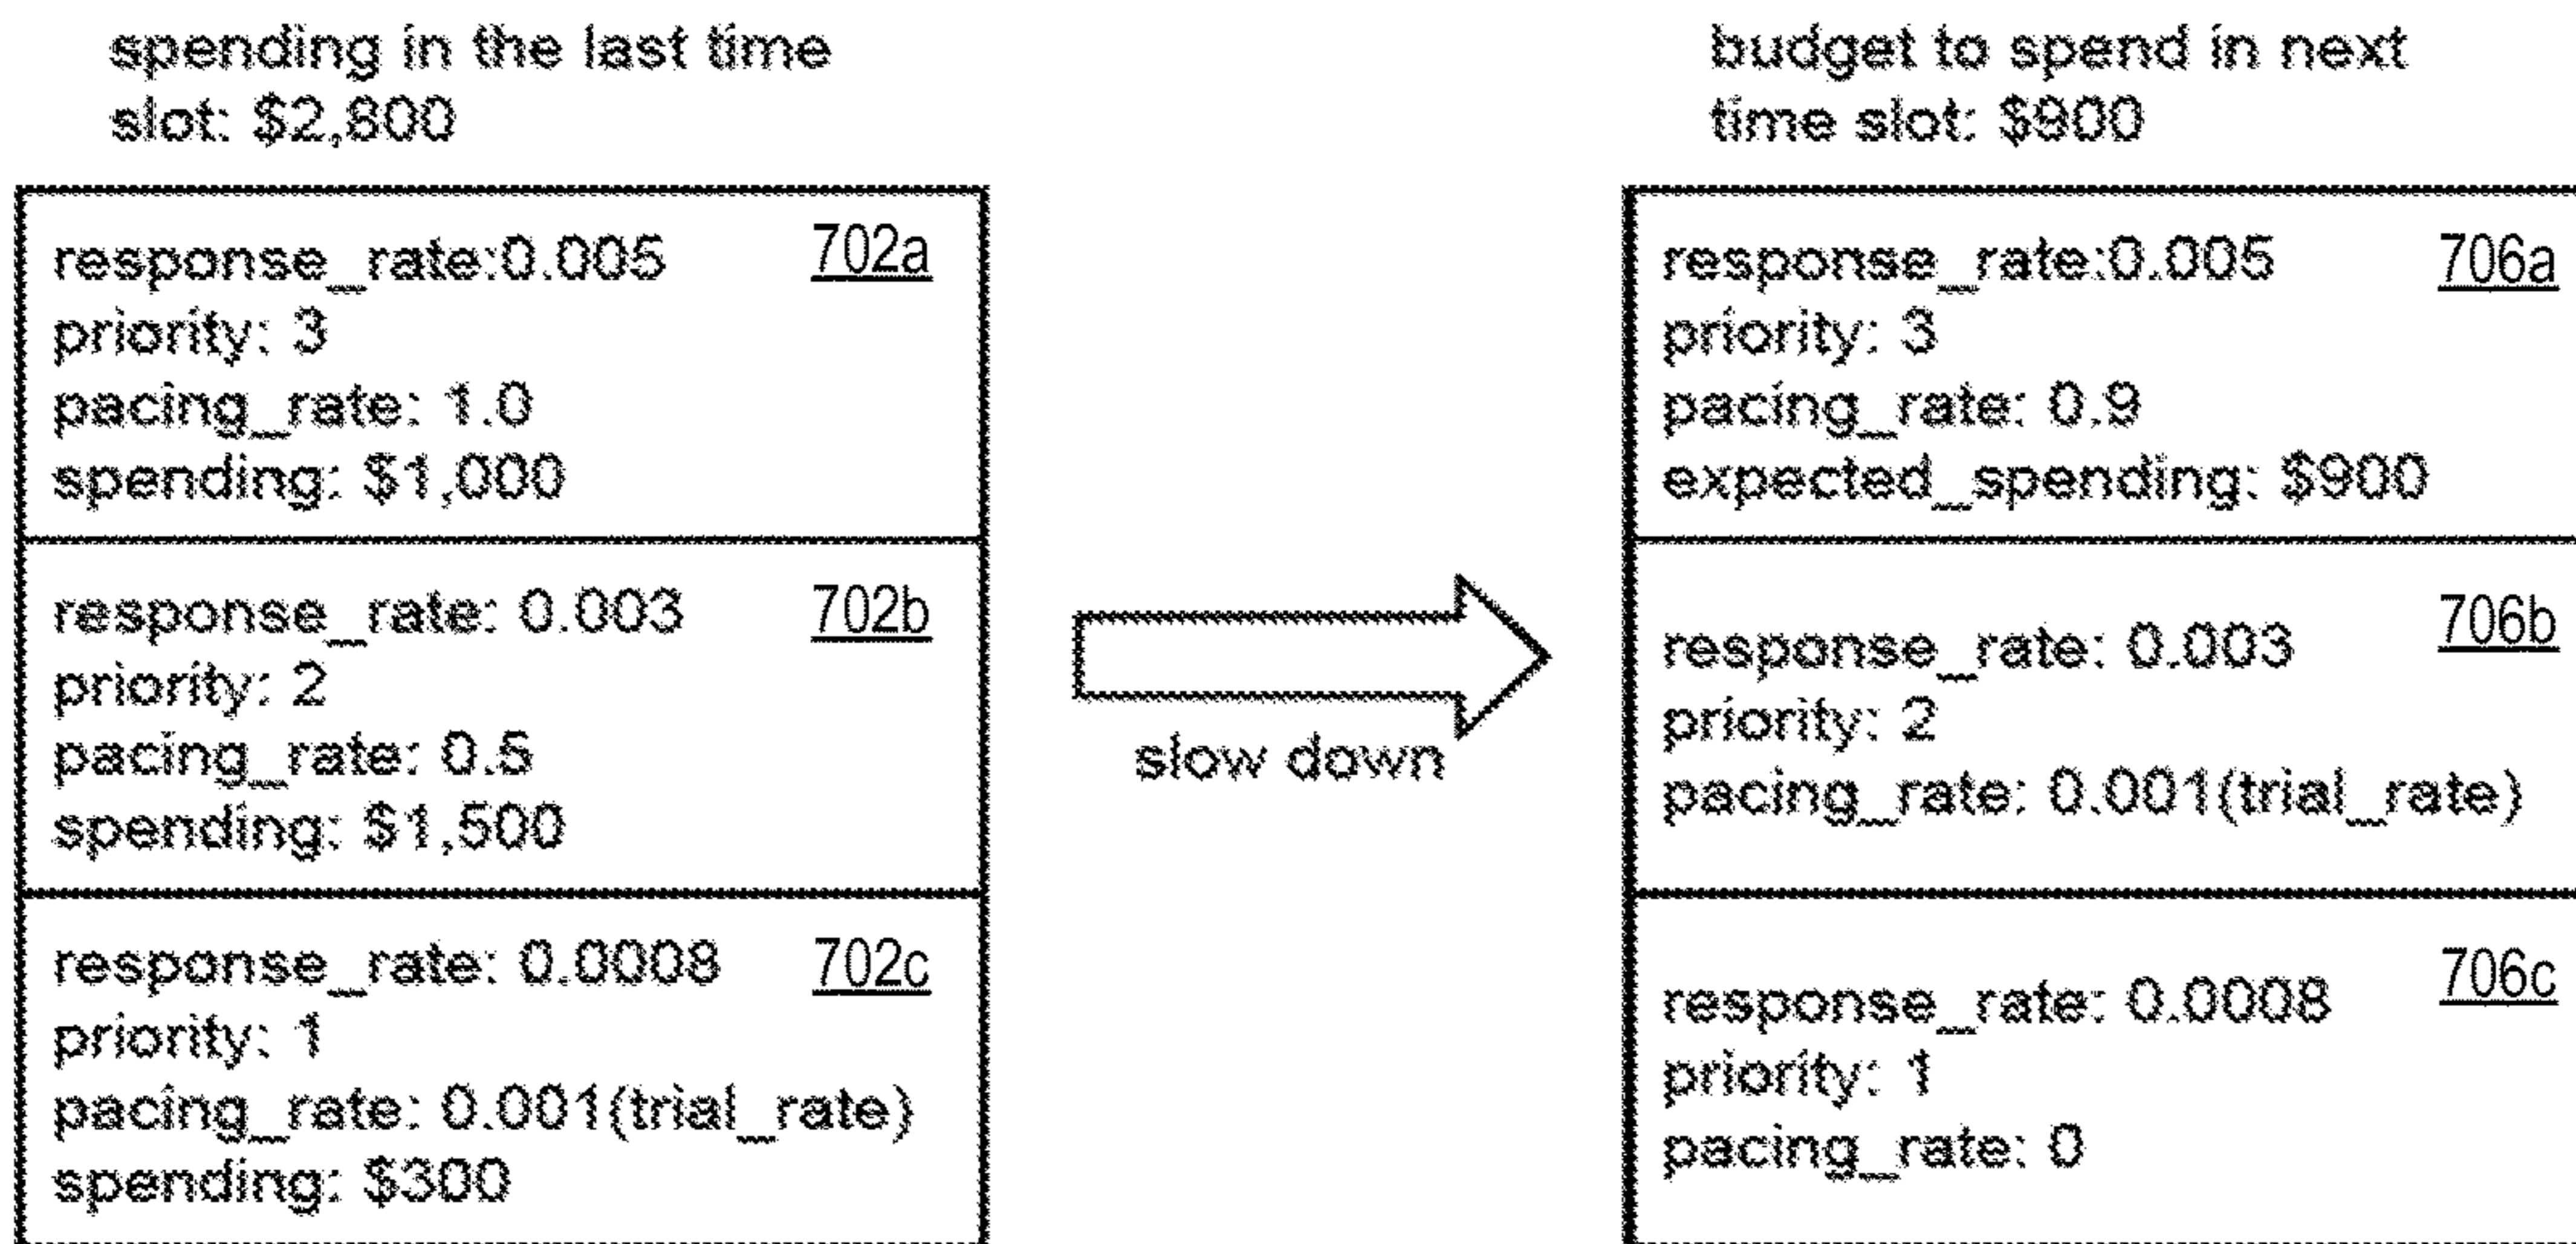 spending in the last time
slot: $2,800
budget to spend in next
time slot: $900
response_rate:0.005 702a
priority: 3
pacing_rate: 1.0
spending: $1,000
response_rate: 0.003 702b
priority: 2
pacing_rate: 0.5
spending: $1,500
response_rate: 0.0008 702c
priority: 1
pacing_rate: 0.001(trial_rate)
spending: $300
slow down
response_rate:0.005 706a
priority: 3
pacing_rate: 0.9
expected_spending: $900
response_rate: 0.003 706b
priority: 2
pacing_rate: 0.001(trial_rate)
response_rate: 0.0008 706c
priority: 1
pacing_rate: 0